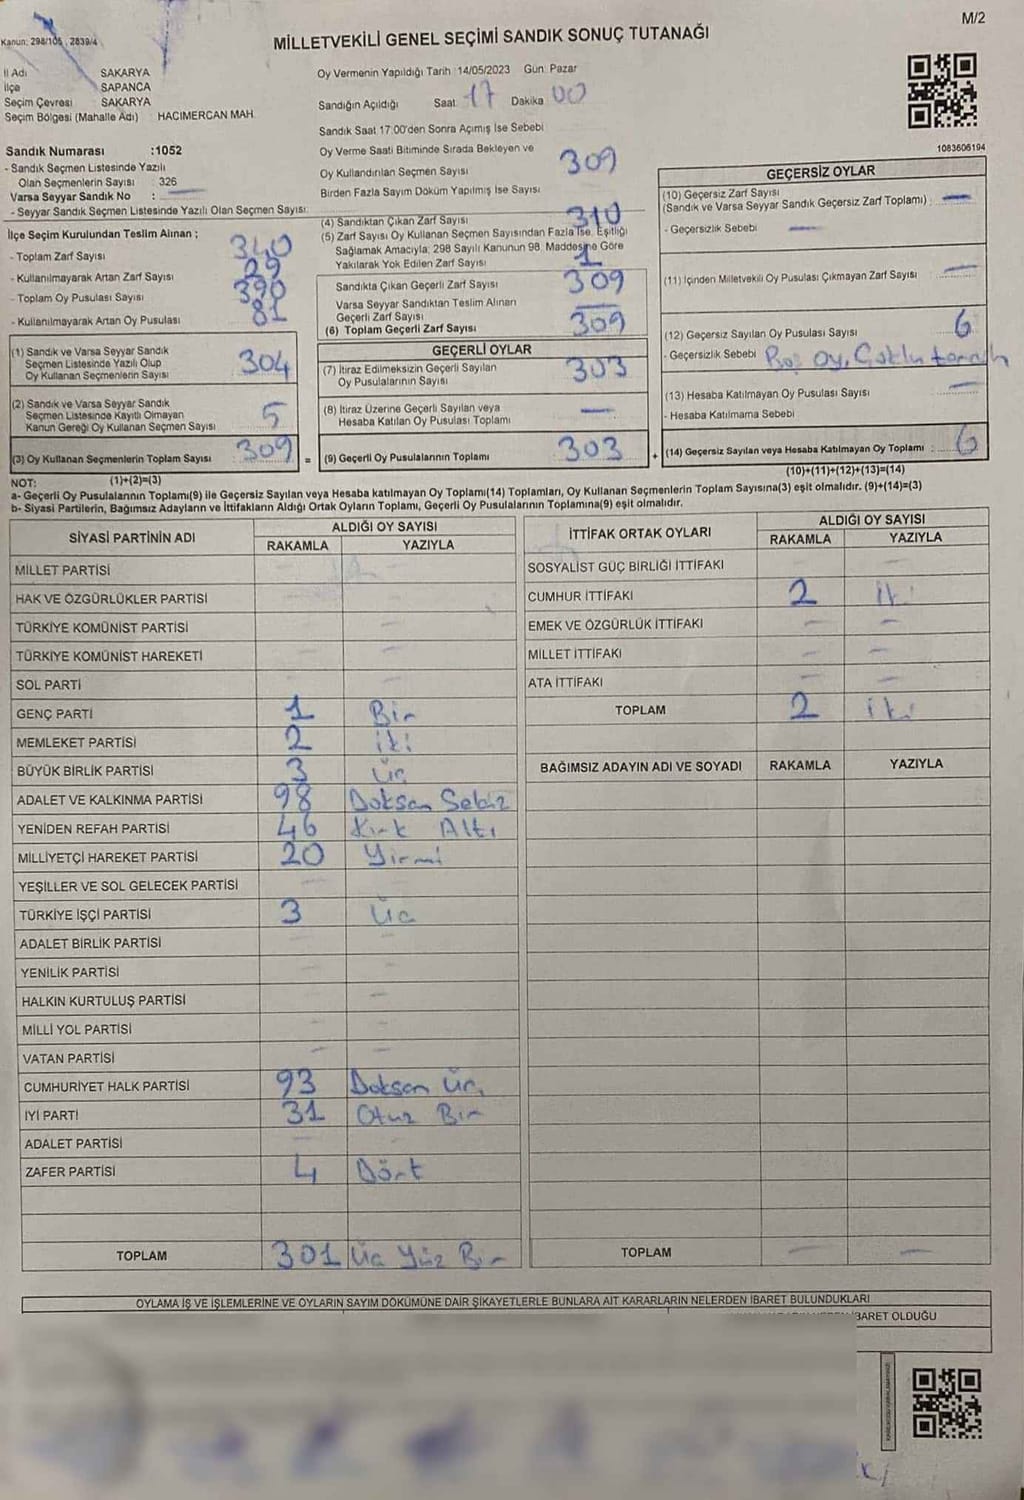 M/2
Kanun: 298/105 , 2839/4
MİLLETVEKİLİ GENEL SEÇİMİ SANDIK SONUÇ TUTANAĞI
İl Adı SAKARYA
İlçe SAPANCA
Seçim Çevresi SAKARYA
Seçim Bölgesi (Mahalle Adı) HACIMERCAN MAH.
Sandık Numarası :1052
- Sandık Seçmen Listesinde Yazılı
Olan Seçmenlerin Sayısı : 326
Varsa Seyyar Sandık No :
- Seyyar Sandık Seçmen Listesinde Yazılı Olan Seçmen Sayısı:
İlçe Seçim Kurulundan Teslim Alınan ;
- Toplam Zarf Sayısı 340
- Kullanılmayarak Artan Zarf Sayısı 29
- Toplam Oy Pusulası Sayısı 390
- Kullanılmayarak Artan Oy Pusulası 81
(1) Sandık ve Varsa Seyyar Sandık
Seçmen Listesinde Yazılı Olup
Oy Kullanan Seçmenlerin Sayısı 304
(2) Sandık ve Varsa Seyyar Sandık
Seçmen Listesinde Kayıtlı Olmayan
Kanun Gereği Oy Kullanan Seçmen Sayısı 5
(3) Oy Kullanan Seçmenlerin Toplam Sayısı 309 =
Oy Vermenin Yapıldığı Tarih 14/05/2023 Gün: Pazar
Sandığın Açıldığı Saat 17 Dakika 00
Sandık Saat 17:00'den Sonra Açımış İse Sebebi
Oy Verme Saati Bitiminde Sırada Bekleyen ve
Oy Kullandırılan Seçmen Sayısı 309
Birden Fazla Sayım Döküm Yapılmış İse Sayısı
(4) Sandıktan Çıkan Zarf Sayısı 310
(5) Zarf Sayısı Oy Kullanan Seçmen Sayısından Fazla İse, Eşitliği
Sağlamak Amacıyla; 298 Sayılı Kanunun 98. Maddesine Göre
Yakılarak Yok Edilen Zarf Sayısı 1
Sandıkta Çıkan Geçerli Zarf Sayısı 309
Varsa Seyyar Sandıktan Teslim Alınan
Geçerli Zarf Sayısı
(6) Toplam Geçerli Zarf Sayısı 309
GEÇERLİ OYLAR
(7) İtiraz Edilmeksizin Geçerli Sayılan
Oy Pusulalarının Sayısı 303
(8) İtiraz Üzerine Geçerli Sayılan veya
Hesaba Katılan Oy Pusulası Toplamı —
(9) Geçerli Oy Pusulalarının Toplamı 303 +
1083606194
GEÇERSİZ OYLAR
(10) Geçersiz Zarf Sayısı
(Sandık ve Varsa Seyyar Sandık Geçersiz Zarf Toplamı) : —
- Geçersizlik Sebebi —
(11) İçinden Milletvekili Oy Pusulası Çıkmayan Zarf Sayısı —
(12) Geçersiz Sayılan Oy Pusulası Sayısı 6
- Geçersizlik Sebebi Boş oy, Çoklu tercih
(13) Hesaba Katılmayan Oy Pusulası Sayısı —
- Hesaba Katılmama Sebebi
(14) Geçersiz Sayılan veya Hesaba Katılmayan Oy Toplamı : 6
NOT: (1)+(2)=(3)
(10)+(11)+(12)+(13)=(14)
a- Geçerli Oy Pusulalarının Toplamı(9) ile Geçersiz Sayılan veya Hesaba katılmayan Oy Toplamı(14) Toplamları, Oy Kullanan Seçmenlerin Toplam Sayısına(3) eşit olmalıdır. (9)+(14)=(3)
b- Siyasi Partilerin, Bağımsız Adayların ve İttifakların Aldığı Ortak Oyların Toplamı, Geçerli Oy Pusulalarının Toplamına(9) eşit olmalıdır.
SİYASİ PARTİNİN ADI ALDIĞI OY SAYISI
RAKAMLA YAZIYLA
MİLLET PARTİSİ
HAK VE ÖZGÜRLÜKLER PARTİSİ
TÜRKİYE KOMÜNİST PARTİSİ —
TÜRKİYE KOMÜNİST HAREKETİ —
SOL PARTİ
GENÇ PARTİ 1 Bir
MEMLEKET PARTİSİ 2 iki
BÜYÜK BİRLİK PARTİSİ 3 Üç
ADALET VE KALKINMA PARTİSİ 98 Doksan Sekiz
YENİDEN REFAH PARTİSİ 46 Kırk Altı
MİLLİYETÇİ HAREKET PARTİSİ 20 Yirmi
YEŞİLLER VE SOL GELECEK PARTİSİ —
TÜRKİYE İŞÇİ PARTİSİ 3 Üç
ADALET BİRLİK PARTİSİ
YENİLİK PARTİSİ — —
HALKIN KURTULUŞ PARTİSİ —
MİLLİ YOL PARTİSİ — —
VATAN PARTİSİ — —
CUMHURİYET HALK PARTİSİ 93 Doksan Üç
İYİ PARTİ 31 Otuz Bir
ADALET PARTİSİ
ZAFER PARTİSİ 4 Dört
TOPLAM 301 Üç Yüz Bir
İTTİFAK ORTAK OYLARI ALDIĞI OY SAYISI
RAKAMLA YAZIYLA
SOSYALİST GÜÇ BİRLİĞİ İTTİFAKI
CUMHUR İTTİFAKI 2 iki
EMEK VE ÖZGÜRLÜK İTTİFAKI — —
MİLLET İTTİFAKI — —
ATA İTTİFAKI — —
TOPLAM 2 iki
BAĞIMSIZ ADAYIN ADI VE SOYADI RAKAMLA YAZIYLA
TOPLAM — —
OYLAMA İŞ VE İŞLEMLERİNE VE OYLARIN SAYIM DÖKÜMÜNE DAİR ŞİKAYETLERLE BUNLARA AİT KARARLARIN NELERDEN İBARET BULUNDUKLARI
İBARET OLDUĞU